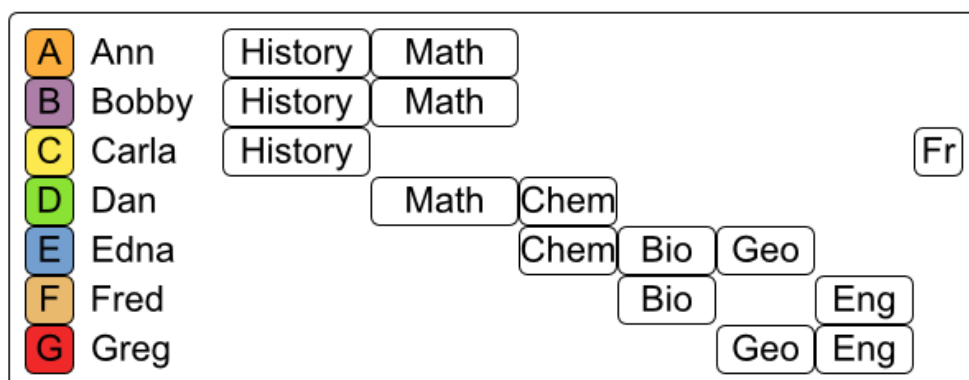 A Ann History Math
B Bobby History Math
C Carla History Fr
D Dan Math Chem
E Edna Chem Bio Geo
F Fred Bio Eng
G Greg Geo Eng